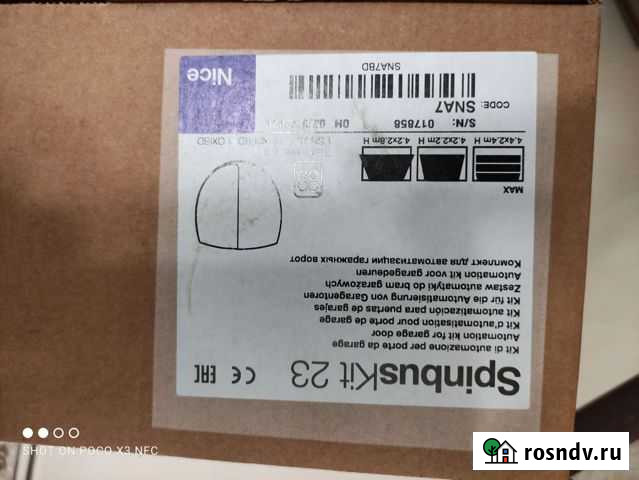 SpinbusKit 23
CE EAC
Kit di automazione per porta da garage
Automation kit for garage door
Kit d'automatisation pour porte de garage
Kit automatización para puertas de garajes
Kit für die Automatisierung von Garagentoren
Zestaw automatyki do bram garażowych
Automation kit voor garagedeuren
Комплект для автоматизации гаражных ворот
MAX
4.4x2.4m H
4.2x2.2m H
4.2x2.8m H
S/N: 017858
CODE: SNA7
SNA7BD
Nice
SHOT ON POCO X3 NFC
rosndv.ru